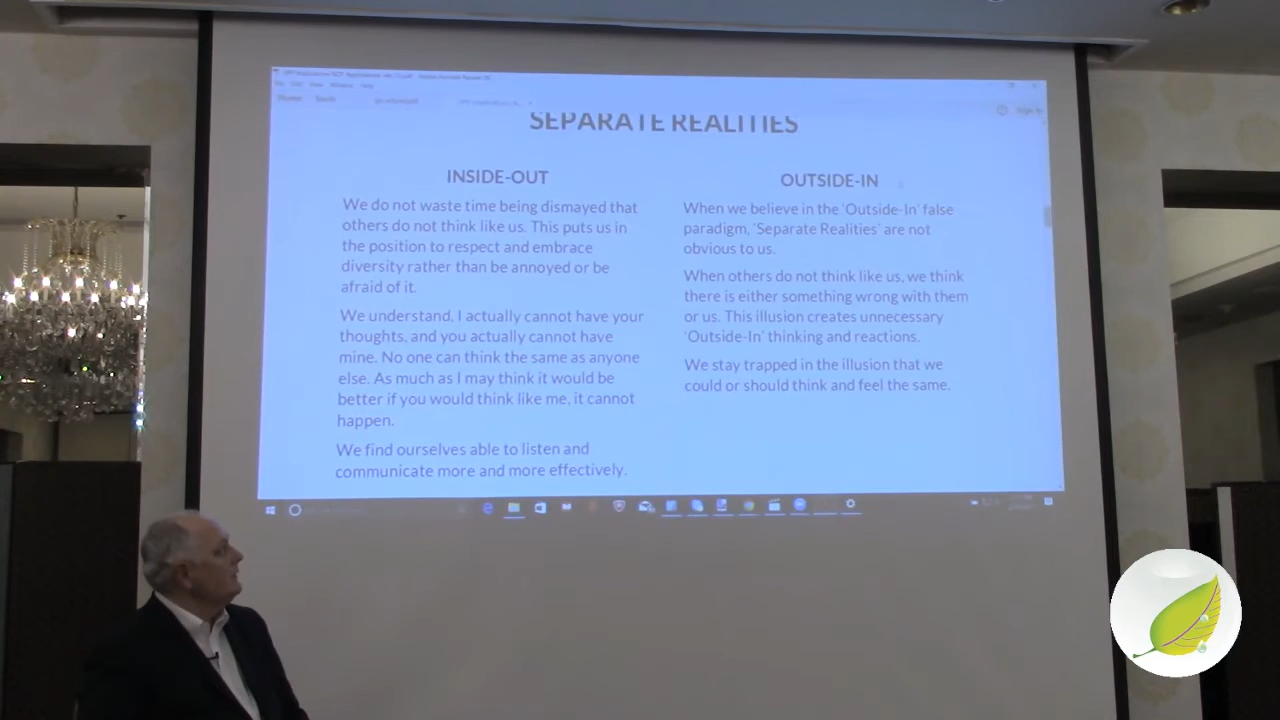 Home
Tools
Sign In
SEPARATE REALITIES
INSIDE-OUT
We do not waste time being dismayed that
others do not think like us. This puts us in
the position to respect and embrace
diversity rather than be annoyed or be
afraid of it.
We understand, I actually cannot have your
thoughts, and you actually cannot have
mine. No one can think the same as anyone
else. As much as I may think it would be
better if you would think like me, it cannot
happen.
We find ourselves able to listen and
communicate more and more effectively.
OUTSIDE-IN
When we believe in the 'Outside-In' false
paradigm, 'Separate Realities' are not
obvious to us.
When others do not think like us, we think
there is either something wrong with them
or us. This illusion creates unnecessary
'Outside-In' thinking and reactions.
We stay trapped in the illusion that we
could or should think and feel the same.